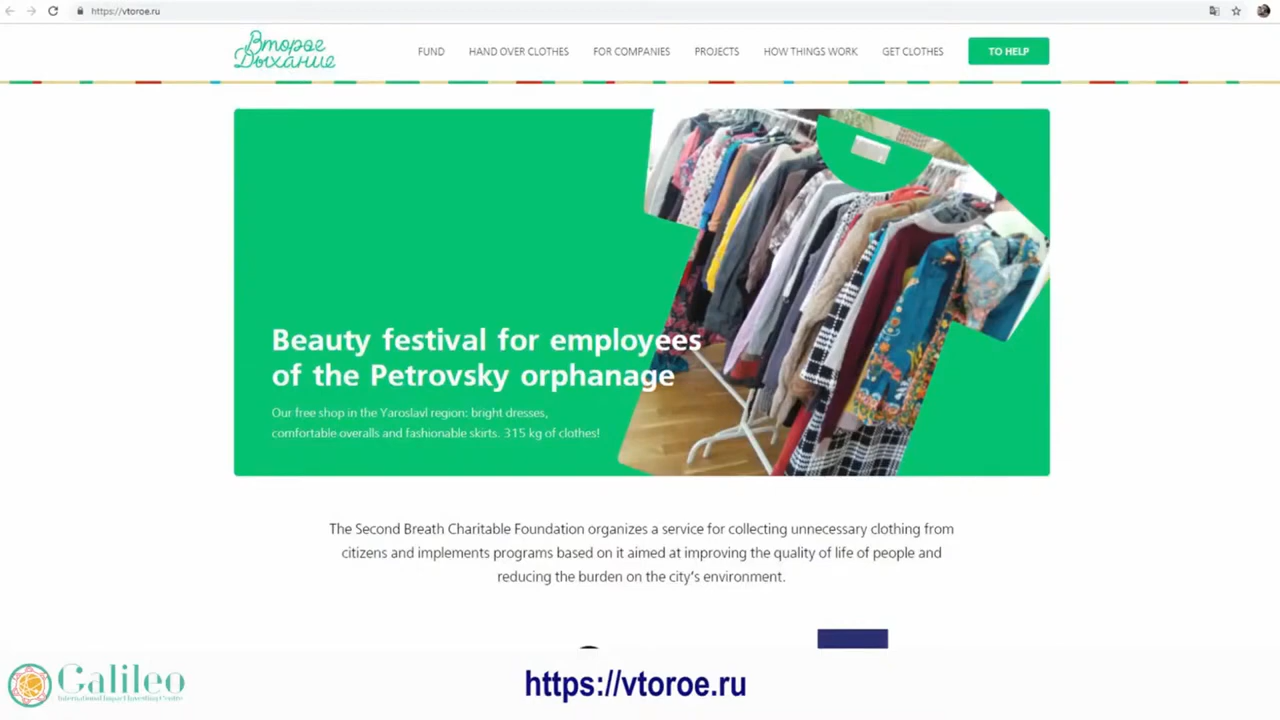 https://vtoroe.ru
Второе
Дыхание
FUND
HAND OVER CLOTHES
FOR COMPANIES
PROJECTS
HOW THINGS WORK
GET CLOTHES
TO HELP
Beauty festival for employees
of the Petrovsky orphanage
Our free shop in the Yaroslavl region: bright dresses,
comfortable overalls and fashionable skirts. 315 kg of clothes!
The Second Breath Charitable Foundation organizes a service for collecting unnecessary clothing from
citizens and implements programs based on it aimed at improving the quality of life of people and
reducing the burden on the city's environment.
Galileo
International Impact Investing Centre
https://vtoroe.ru